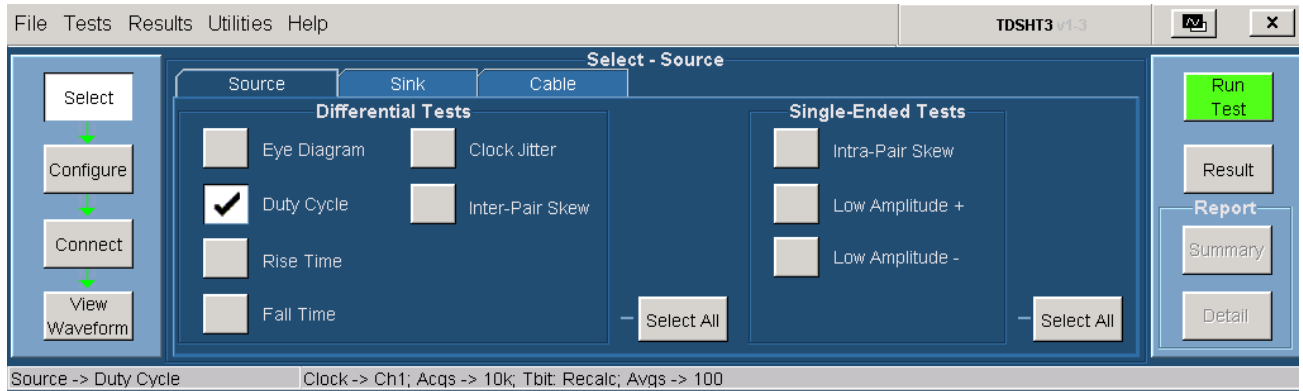 File Tests Results Utilities Help TDSHT3 v1-3 x
Select - Source
Select
Configure
Connect
View
Waveform
Source Sink Cable
Differential Tests
Eye Diagram Clock Jitter
Duty Cycle Inter-Pair Skew
Rise Time
Fall Time
Select All
Single-Ended Tests
Intra-Pair Skew
Low Amplitude +
Low Amplitude -
Select All
Run
Test
Result
Report
Summary
Detail
Source -> Duty Cycle Clock -> Ch1; Acqs -> 10k; Tbit: Recalc; Avgs -> 100